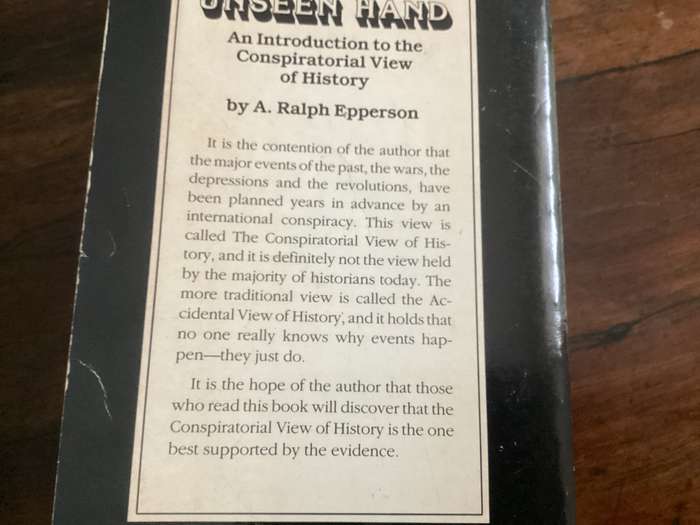 UNSEEN HAND
An Introduction to the
Conspiratorial View
of History
by A. Ralph Epperson
It is the contention of the author that
the major events of the past, the wars, the
depressions and the revolutions, have
been planned years in advance by an
international conspiracy. This view is
called The Conspiratorial View of His-
tory, and it is definitely not the view held
by the majority of historians today. The
more traditional view is called the Ac-
cidental View of History, and it holds that
no one really knows why events hap-
pen—they just do.
It is the hope of the author that those
who read this book will discover that the
Conspiratorial View of History is the one
best supported by the evidence.